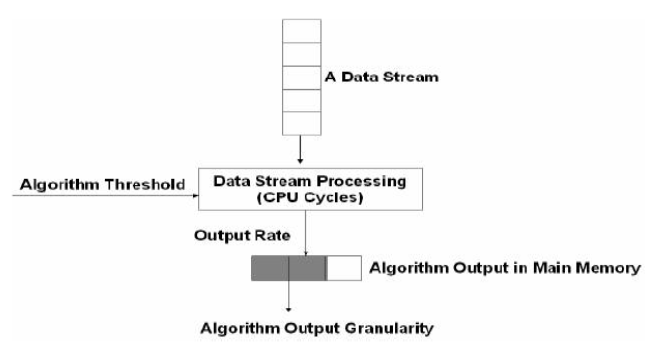 A Data Stream
Algorithm Threshold
Data Stream Processing
(CPU Cycles)
Output Rate
Algorithm Output in Main Memory
Algorithm Output Granularity